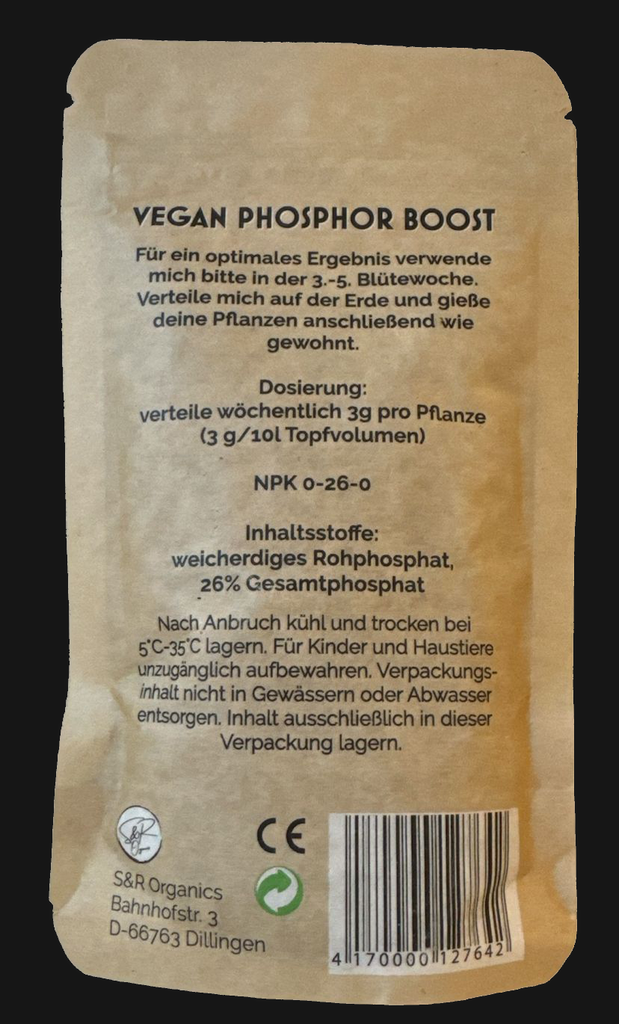 VEGAN PHOSPHOR BOOST
Für ein optimales Ergebnis verwende
mich bitte in der 3.-5. Blütewoche.
Verteile mich auf der Erde und gieße
deine Pflanzen anschließend wie
gewohnt.
Dosierung:
verteile wöchentlich 3g pro Pflanze
(3 g/10l Topfvolumen)
NPK 0-26-0
Inhaltsstoffe:
weicherdiges Rohphosphat,
26% Gesamtphosphat
Nach Anbruch kühl und trocken bei
5°C-35°C lagern. Für Kinder und Haustiere
unzugänglich aufbewahren. Verpackungs-
inhalt nicht in Gewässern oder Abwasser
entsorgen. Inhalt ausschließlich in dieser
Verpackung lagern.
CE
S&R Organics
Bahnhofstr. 3
D-66763 Dillingen
4 170000 127642